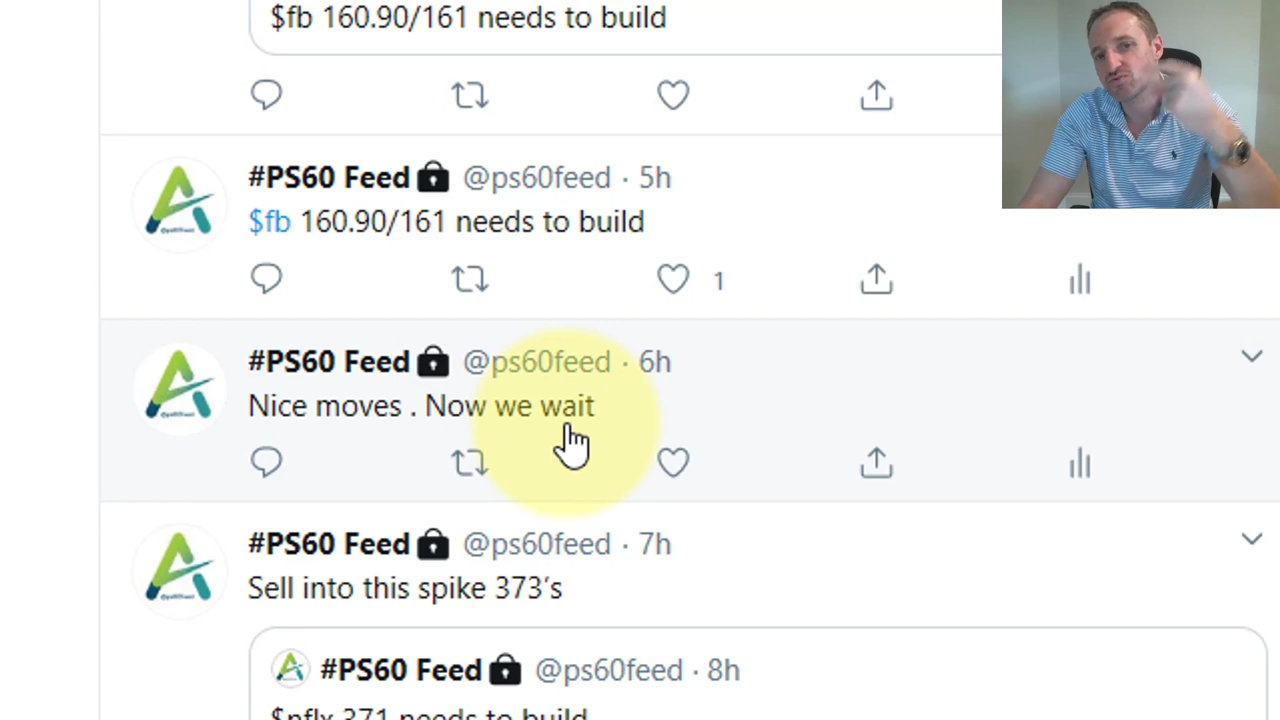 $fb 160.90/161 needs to build
#PS60 Feed @ps60feed · 5h
$fb 160.90/161 needs to build
1
#PS60 Feed @ps60feed · 6h
Nice moves . Now we wait
#PS60 Feed @ps60feed · 7h
Sell into this spike 373's
#PS60 Feed @ps60feed · 8h
$nflx 371 needs to build